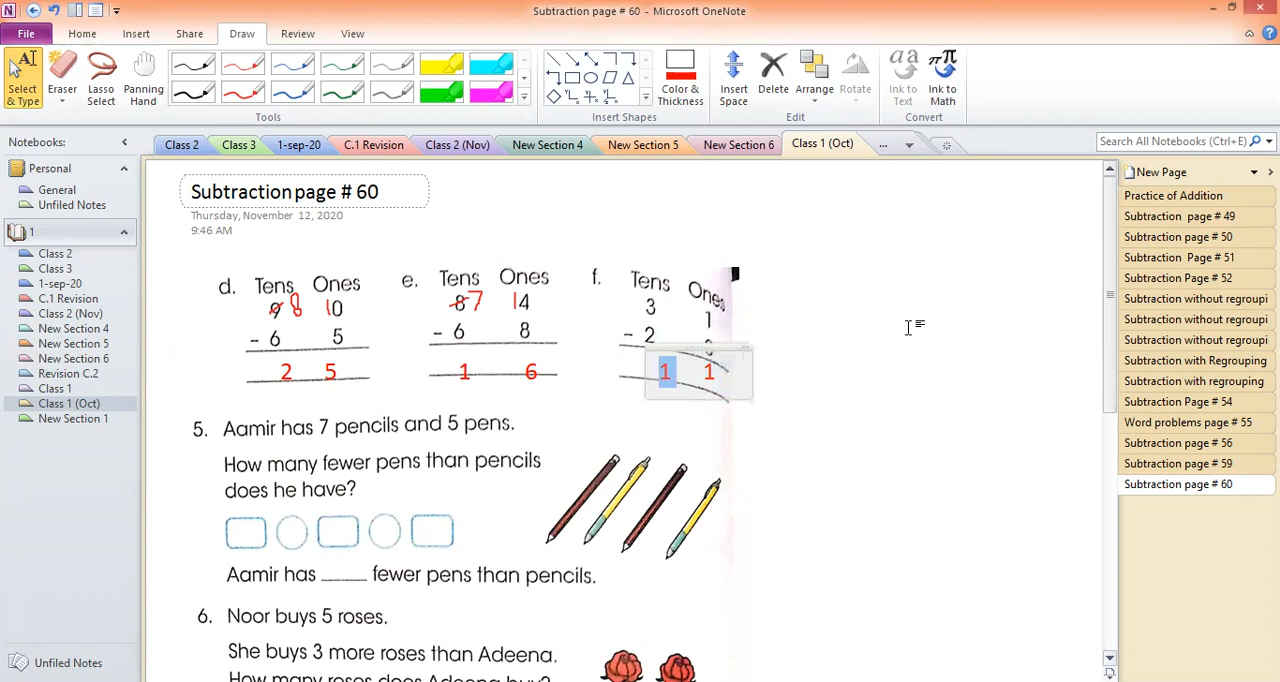 Subtraction page # 60 - Microsoft OneNote
File Home Insert Share Draw Review View
Select & Type
Eraser
Lasso Select
Panning Hand
Color & Thickness
Insert Space
Delete
Arrange
Rotate
Ink to Text
Ink to Math
Tools
Insert Shapes
Edit
Convert
Notebooks:
Class 2 Class 3 1-sep-20 C.1 Revision Class 2 (Nov) New Section 4 New Section 5 New Section 6 Class 1 (Oct) ...
Search All Notebooks (Ctrl+E)
Personal
General
Unfiled Notes
1
Class 2
Class 3
1-sep-20
C.1 Revision
Class 2 (Nov)
New Section 4
New Section 5
New Section 6
Revision C.2
Class 1
Class 1 (Oct)
New Section 1
Unfiled Notes
Subtraction page # 60
Thursday, November 12, 2020
9:46 AM
d. Tens Ones e. Tens Ones f. Tens Ones
9 8 10 8 7 14 3 1
- 6 5 - 6 8 - 2
2 5 1 6 1 1
5. Aamir has 7 pencils and 5 pens.
How many fewer pens than pencils
does he have?
Aamir has ____ fewer pens than pencils.
6. Noor buys 5 roses.
She buys 3 more roses than Adeena.
How many roses does Adeena buy?
New Page
Practice of Addition
Subtraction page # 49
Subtraction page # 50
Subtraction Page # 51
Subtraction Page # 52
Subtraction without regroupi
Subtraction without regroupi
Subtraction without regroupi
Subtraction with Regrouping
Subtraction with regrouping
Subtraction Page # 54
Word problems page # 55
Subtraction page # 56
Subtraction page # 59
Subtraction page # 60